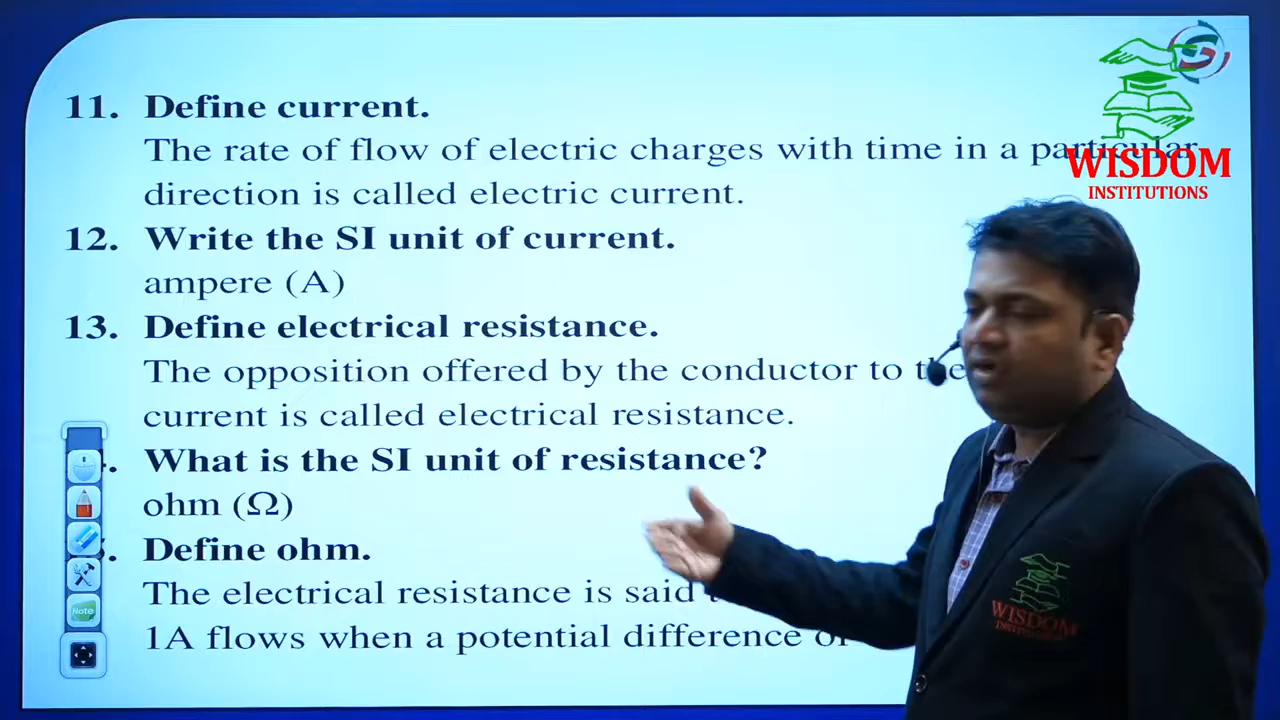 11. Define current.
The rate of flow of electric charges with time in a particular
direction is called electric current.
12. Write the SI unit of current.
ampere (A)
13. Define electrical resistance.
The opposition offered by the conductor to the
current is called electrical resistance.
What is the SI unit of resistance?
ohm (Ω)
Define ohm.
The electrical resistance is said
1A flows when a potential difference of
Note
WISDOM
INSTITUTIONS
WISDOM
INSTITUTIONS